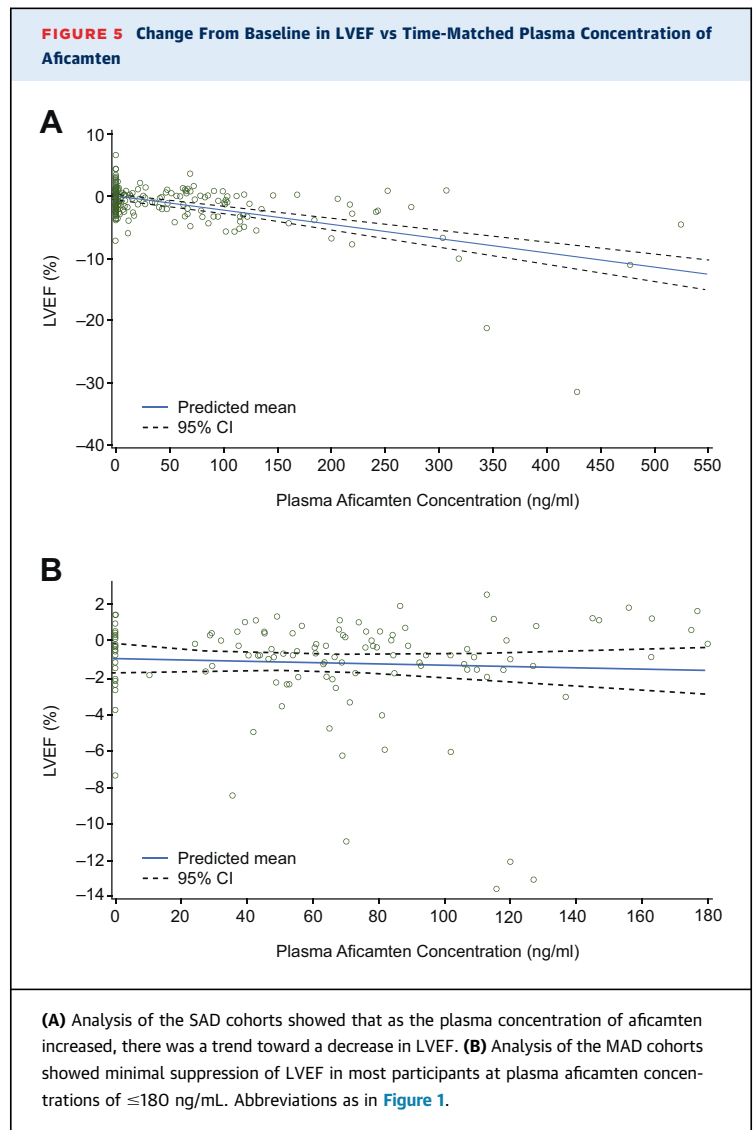 FIGURE 5 Change From Baseline in LVEF vs Time-Matched Plasma Concentration of
Aficamten
A
10
0
–10
–20
–30
–40
LVEF (%)
Predicted mean
95% CI
0 50 100 150 200 250 300 350 400 450 500 550
Plasma Aficamten Concentration (ng/ml)
B
2
0
–2
–4
–6
–8
–10
–12
–14
LVEF (%)
Predicted mean
95% CI
0 20 40 60 80 100 120 140 160 180
Plasma Aficamten Concentration (ng/ml)
(A) Analysis of the SAD cohorts showed that as the plasma concentration of aficamten
increased, there was a trend toward a decrease in LVEF. (B) Analysis of the MAD cohorts
showed minimal suppression of LVEF in most participants at plasma aficamten concen-
trations of ≤180 ng/mL. Abbreviations as in Figure 1.